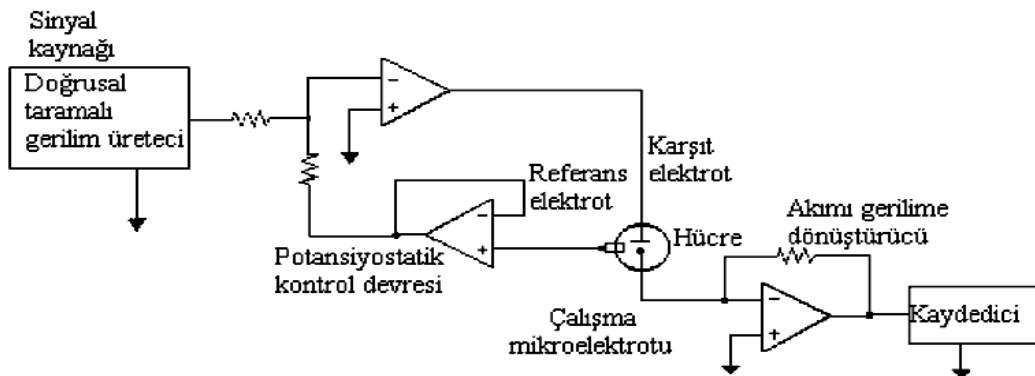 Sinyal
kaynağı
Doğrusal
taramalı
gerilim üreteci
−
+
Karşıt
elektrot
Referans
elektrot
−
+
Potansiyostatik
kontrol devresi
Hücre
Akımı gerilime
dönüştürücü
Çalışma
mikroelektrotu
−
+
Kaydedici